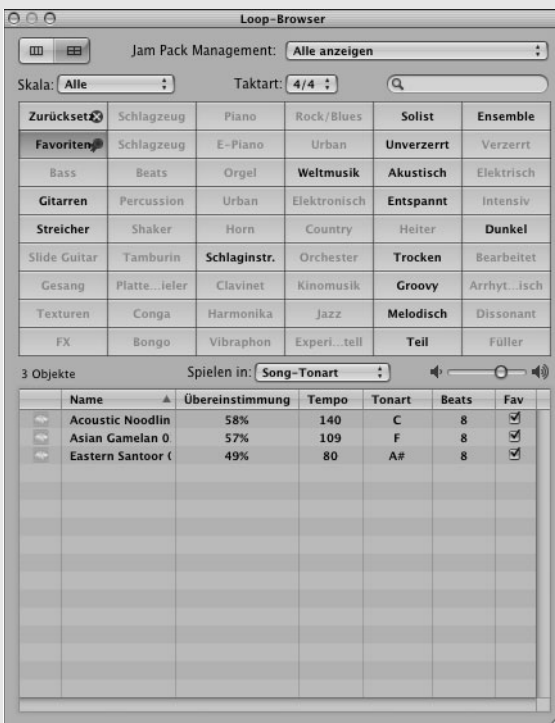 Loop-Browser
Jam Pack Management: Alle anzeigen
Skala: Alle Taktart: 4/4
Zurücksetz Schlagzeug Piano Rock/Blues Solist Ensemble
Favoriten Schlagzeug E-Piano Urban Unverzerrt Verzerrt
Bass Beats Orgel Weltmusik Akustisch Elektrisch
Gitarren Percussion Urban Elektronisch Entspannt Intensiv
Streicher Shaker Horn Country Heiter Dunkel
Slide Guitar Tamburin Schlaginstr. Orchester Trocken Bearbeitet
Gesang Platte...ieler Clavinet Kinomusik Groovy Arrhyt...isch
Texturen Conga Harmonika Jazz Melodisch Dissonant
FX Bongo Vibraphon Experi...tell Teil Füller
3 Objekte Spielen in: Song-Tonart
Name Übereinstimmung Tempo Tonart Beats Fav
Acoustic Noodlin 58% 140 C 8
Asian Gamelan 0 57% 109 F 8
Eastern Santoor ( 49% 80 A# 8